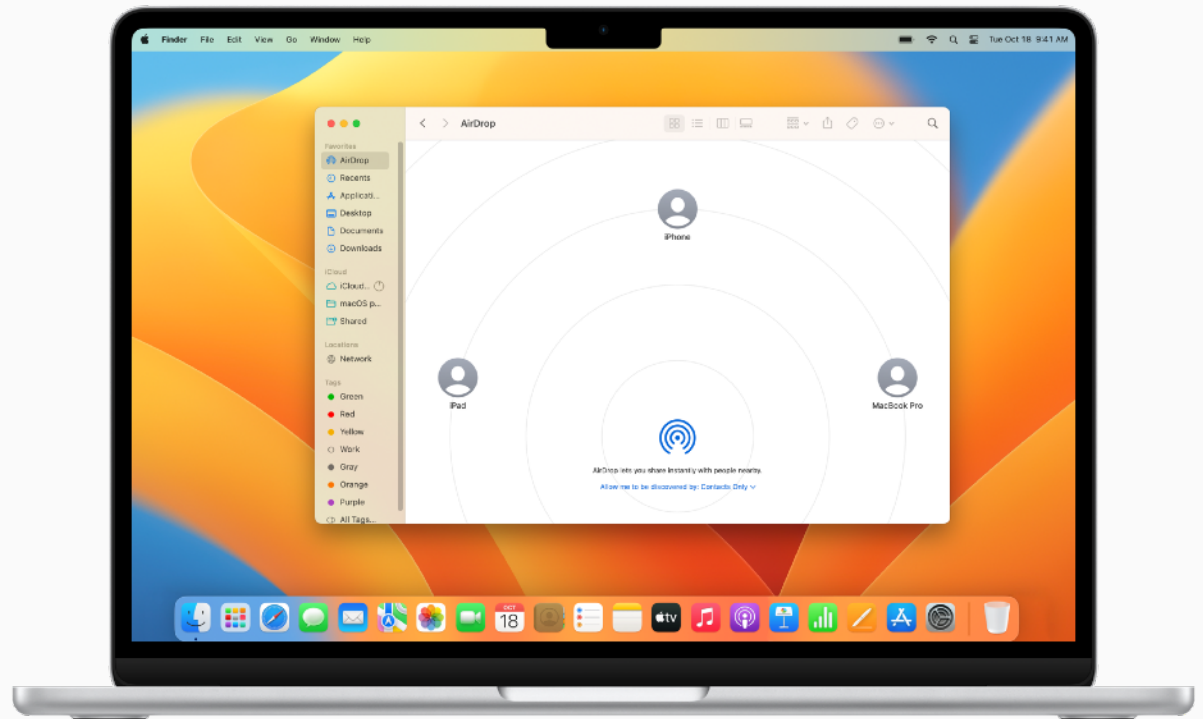 Finder File Edit View Go Window Help Tue Oct 18 9:41 AM
AirDrop
Favorites
AirDrop
Recents
Applicati...
Desktop
Documents
Downloads
iCloud
iCloud...
macOS p...
Shared
Locations
Network
Tags
Green
Red
Yellow
Work
Gray
Orange
Purple
All Tags...
iPhone
iPad
MacBook Pro
AirDrop lets you share instantly with people nearby.
Allow me to be discovered by: Contacts Only
OCT
18
tv